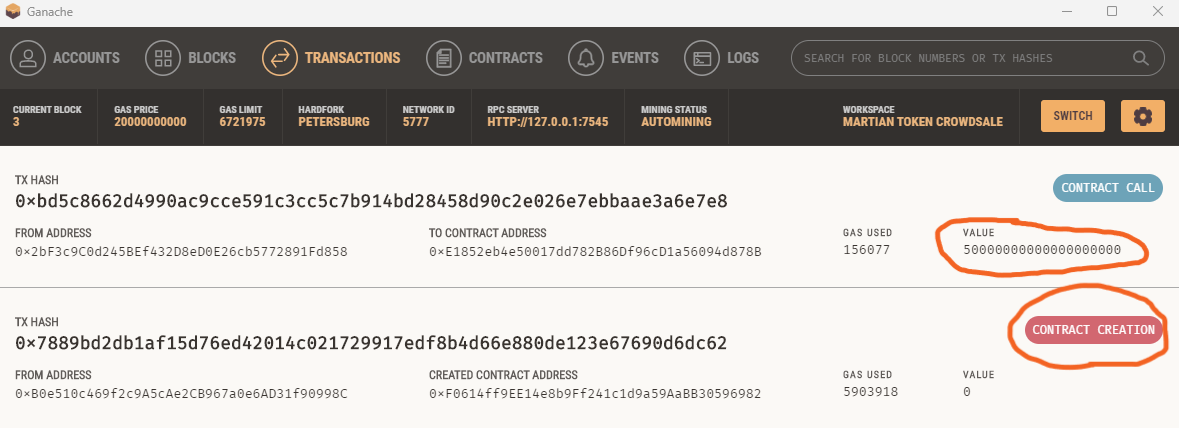 Ganache
ACCOUNTS BLOCKS TRANSACTIONS CONTRACTS EVENTS LOGS SEARCH FOR BLOCK NUMBERS OR TX HASHES
CURRENT BLOCK GAS PRICE GAS LIMIT HARDFORK NETWORK ID RPC SERVER MINING STATUS WORKSPACE
3 20000000000 6721975 PETERSBURG 5777 HTTP://127.0.0.1:7545 AUTOMINING MARTIAN TOKEN CROWDSALE SWITCH
TX HASH
0×bd5c8662d4990ac9cce591c3cc5c7b914bd28458d90c2e026e7ebbaae3a6e7e8 CONTRACT CALL
FROM ADDRESS TO CONTRACT ADDRESS GAS USED VALUE
0×2bF3c9C0d245BEf432D8eD0E26cb5772891Fd858 0×E1852eb4e50017dd782B86Df96cD1a56094d878B 156077 50000000000000000000
TX HASH
0×7889bd2db1af15d76ed42014c021729917edf8b4d66e880de123e67690d6dc62 CONTRACT CREATION
FROM ADDRESS CREATED CONTRACT ADDRESS GAS USED VALUE
0×B0e510c469f2c9A5cAe2CB967a0e6AD31f90998C 0×F0614ff9EE14e8b9Ff241c1d9a59AaBB30596982 5903918 0